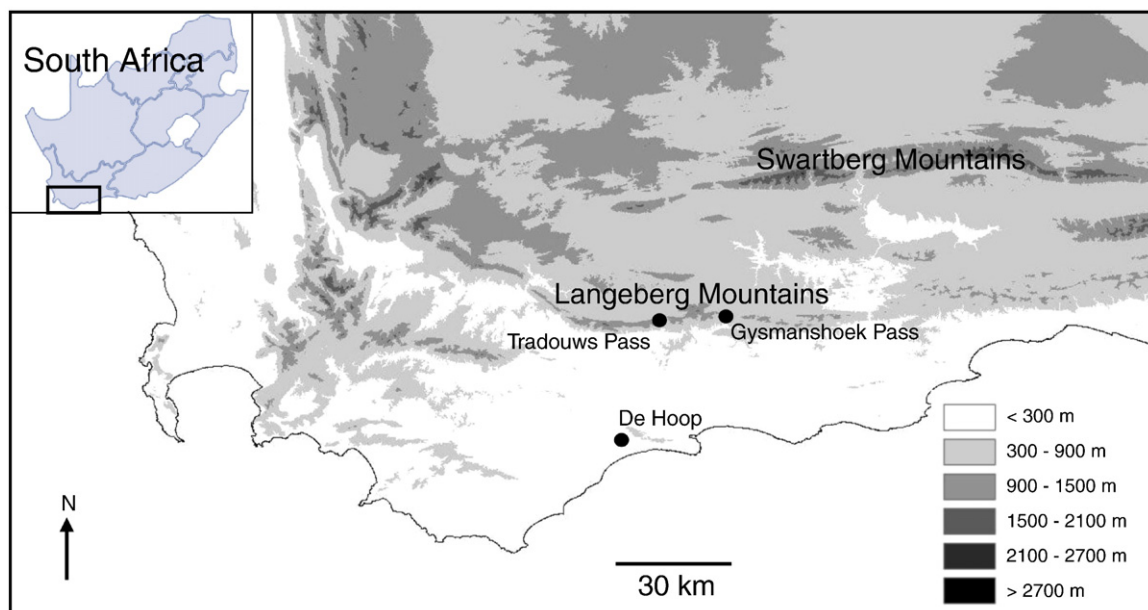 South Africa
Swartberg Mountains
Langeberg Mountains
Tradouws Pass
Gysmanshoek Pass
De Hoop
N
30 km
< 300 m
300 - 900 m
900 - 1500 m
1500 - 2100 m
2100 - 2700 m
> 2700 m